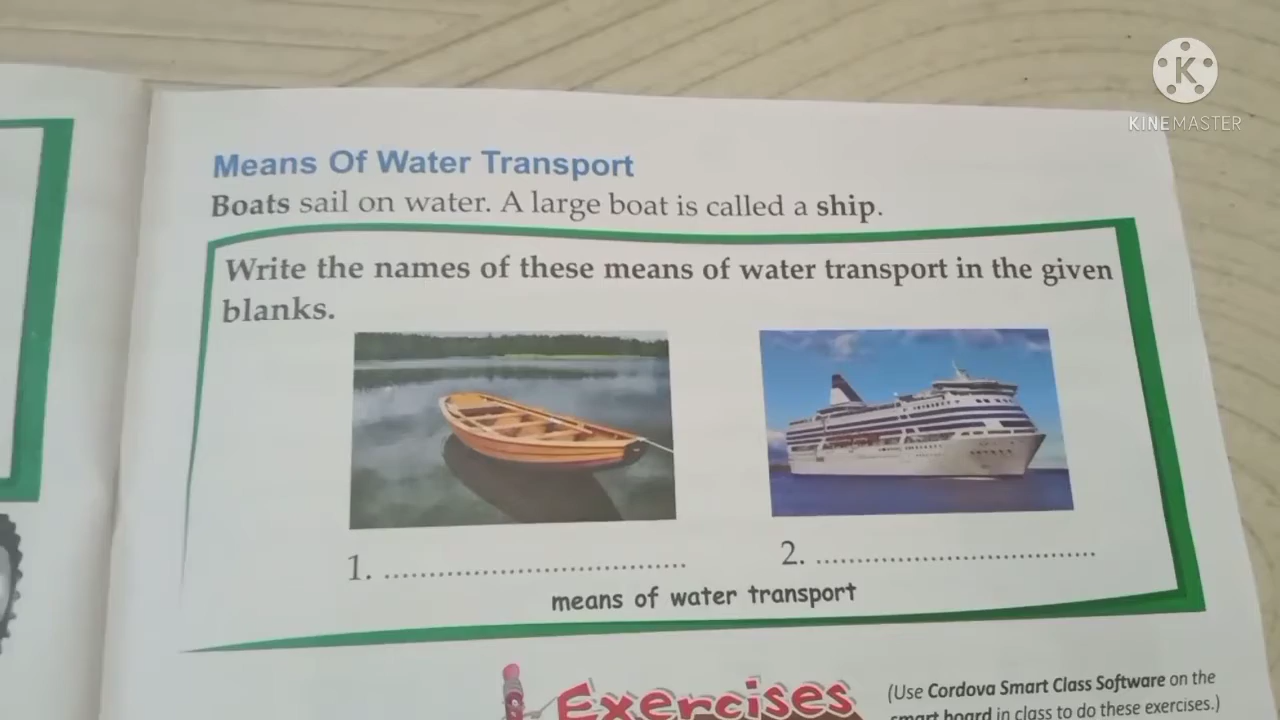 K
KINEMASTER
Means Of Water Transport
Boats sail on water. A large boat is called a ship.
Write the names of these means of water transport in the given
blanks.
1. ....................................
2. ....................................
means of water transport
Exercises
(Use Cordova Smart Class Software on the
smart board in class to do these exercises.)